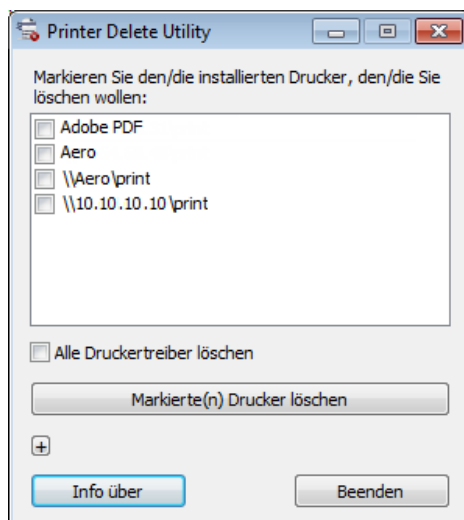 Printer Delete Utility
Markieren Sie den/die installierten Drucker, den/die Sie
löschen wollen:
Adobe PDF
Aero
\\Aero\print
\\10.10.10.10\print
Alle Druckertreiber löschen
Markierte(n) Drucker löschen
+
Info über
Beenden